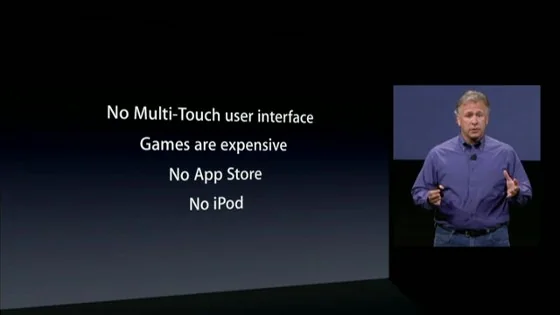 No Multi-Touch user interface
Games are expensive
No App Store
No iPod